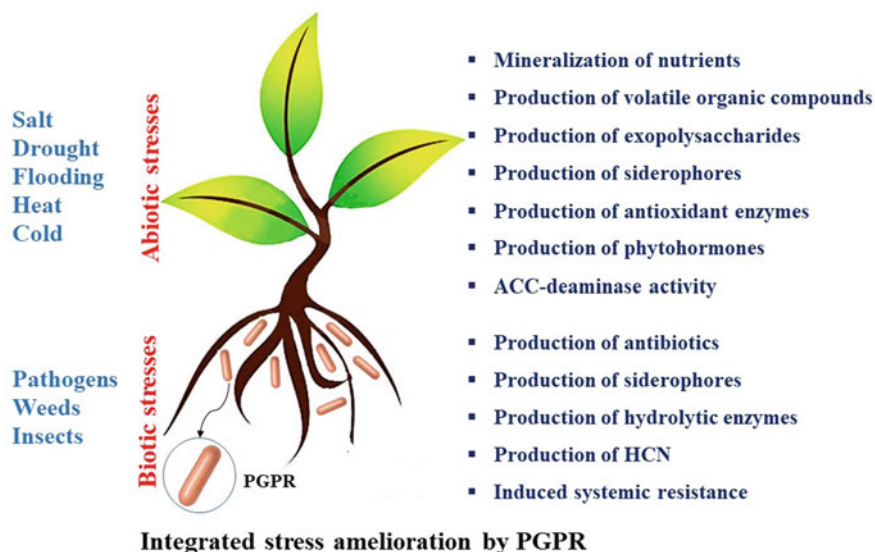 Salt
Drought
Flooding
Heat
Cold
Abiotic stresses
▪ Mineralization of nutrients
▪ Production of volatile organic compounds
▪ Production of exopolysaccharides
▪ Production of siderophores
▪ Production of antioxidant enzymes
▪ Production of phytohormones
▪ ACC-deaminase activity
Pathogens
Weeds
Insects
Biotic stresses
PGPR
▪ Production of antibiotics
▪ Production of siderophores
▪ Production of hydrolytic enzymes
▪ Production of HCN
▪ Induced systemic resistance
Integrated stress amelioration by PGPR